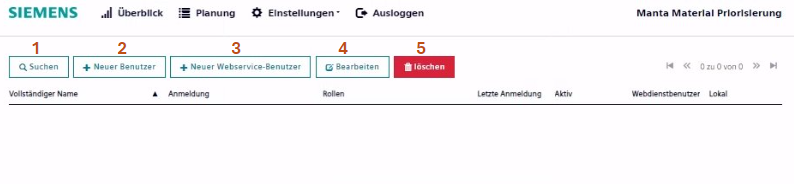 SIEMENS Überblick Planung Einstellungen Ausloggen Manta Material Priorisierung
1 2 3 4 5
Suchen Neuer Benutzer Neuer Webservice-Benutzer Bearbeiten löschen 0 zu 0 von 0
Vollständiger Name Anmeldung Rollen Letzte Anmeldung Aktiv Webdienstbenutzer Lokal